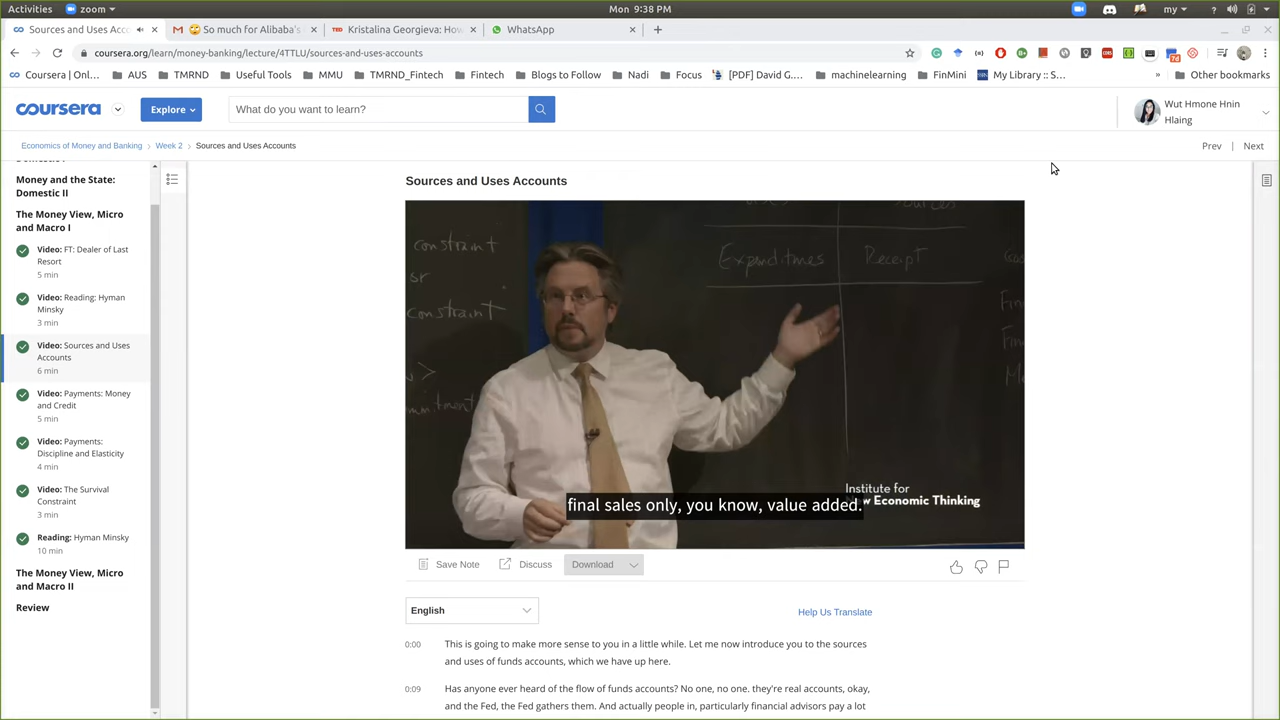 Activities
zoom
Mon 9:38 PM
my
?
Sources and Uses Acco
So much for Alibaba's
TED
Kristalina Georgieva: Ho
WhatsApp
coursera.org/learn/money-banking/lecture/4TTLU/sources-and-uses-accounts
Coursera | Onl...
AUS
TMRND
Useful Tools
MMU
TMRND_Fintech
Fintech
Blogs to Follow
Nadi
Focus
[PDF] David G....
machinelearning
FinMini
My Library :: S...
»
Other bookmarks
coursera
Explore
What do you want to learn?
Wut Hmone Hnin
Hlaing
Economics of Money and Banking
Week 2
Sources and Uses Accounts
Prev
Next
Money and the State:
Domestic II
The Money View, Micro
and Macro I
Video: FT: Dealer of Last
Resort
5 min
Video: Reading: Hyman
Minsky
3 min
Video: Sources and Uses
Accounts
6 min
Video: Payments: Money
and Credit
5 min
Video: Payments:
Discipline and Elasticity
4 min
Video: The Survival
Constraint
3 min
Reading: Hyman Minsky
10 min
The Money View, Micro
and Macro II
Review
Sources and Uses Accounts
constraint
or
constraint
Expenditures
Receipt
Institute for
w Economic Thinking
final sales only, you know, value added.
Save Note
Discuss
Download
English
Help Us Translate
0:00
This is going to make more sense to you in a little while. Let me now introduce you to the sources
and uses of funds accounts, which we have up here.
0:09
Has anyone ever heard of the flow of funds accounts? No one, no one. they're real accounts, okay,
and the Fed, the Fed gathers them. And actually people in, particularly financial advisors pay a lot